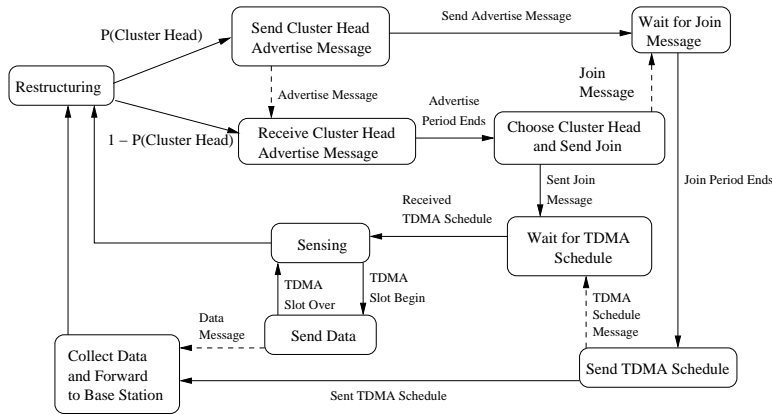 Send Cluster Head
Advertise Message
Send Advertise Message
Wait for Join
Message
P(Cluster Head)
Restructuring
Advertise Message
Join
Message
Advertise
Period Ends
1 – P(Cluster Head)
Receive Cluster Head
Advertise Message
Choose Cluster Head
and Send Join
Sent Join
Message
Join Period Ends
Received
TDMA Schedule
Sensing
Wait for TDMA
Schedule
TDMA
Slot Over
TDMA
Slot Begin
TDMA
Schedule
Message
Data
Message
Send Data
Collect Data
and Forward
to Base Station
Send TDMA Schedule
Sent TDMA Schedule